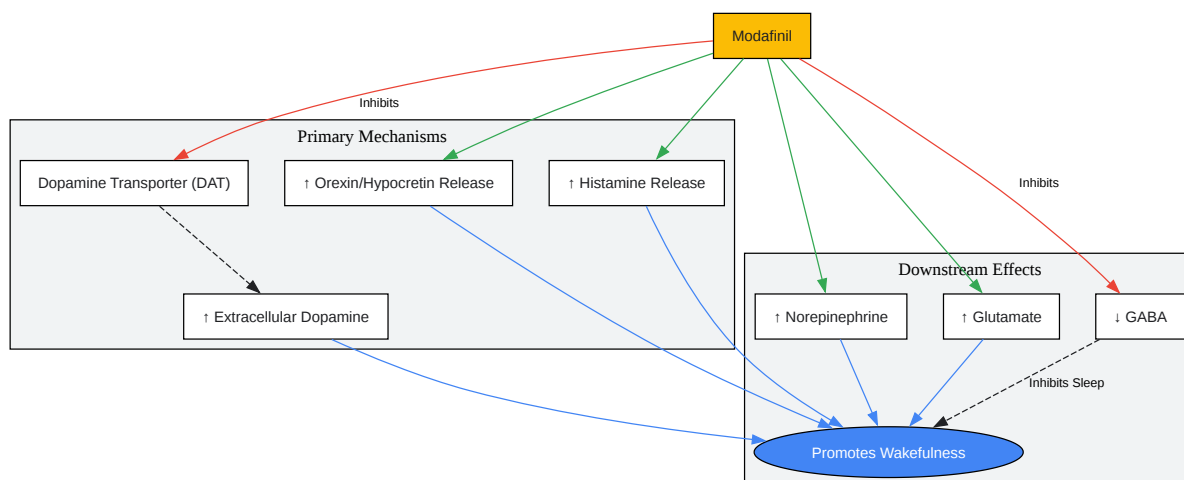 Modafinil
Inhibits
Primary Mechanisms
Dopamine Transporter (DAT)
↑ Orexin/Hypocretin Release
↑ Histamine Release
Inhibits
Downstream Effects
↑ Extracellular Dopamine
↑ Norepinephrine
↑ Glutamate
↓ GABA
Inhibits Sleep
Promotes Wakefulness